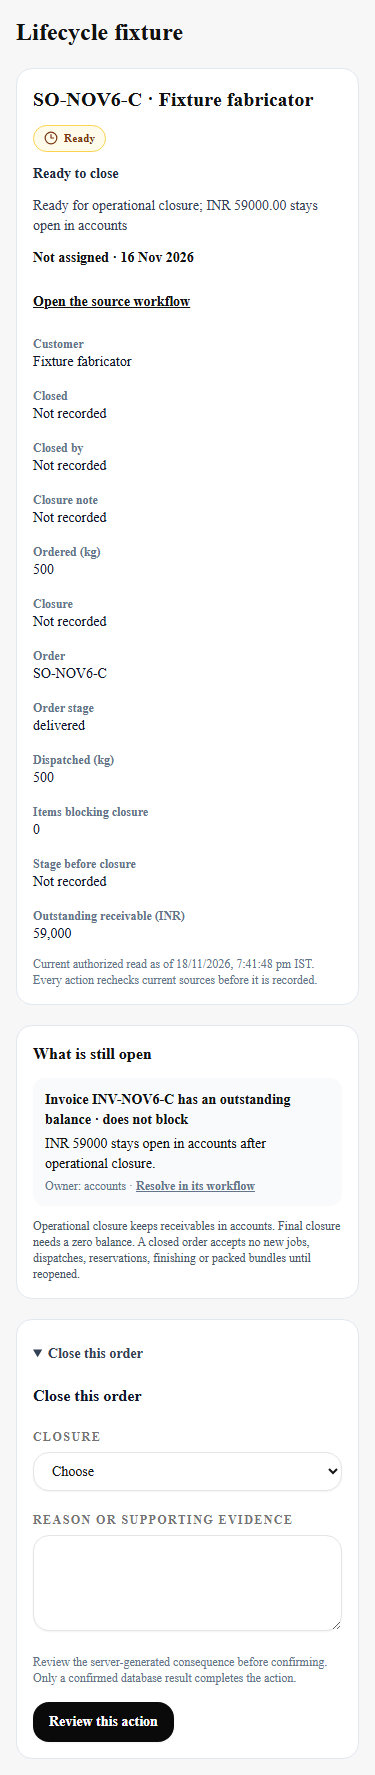 Lifecycle fixture
SO-NOV6-C · Fixture fabricator
Ready
Ready to close
Ready for operational closure; INR 59000.00 stays
open in accounts
Not assigned · 16 Nov 2026
Open the source workflow
Customer
Fixture fabricator
Closed
Not recorded
Closed by
Not recorded
Closure note
Not recorded
Ordered (kg)
500
Closure
Not recorded
Order
SO-NOV6-C
Order stage
delivered
Dispatched (kg)
500
Items blocking closure
0
Stage before closure
Not recorded
Outstanding receivable (INR)
59,000
Current authorized read as of 18/11/2026, 7:41:48 pm IST.
Every action rechecks current sources before it is recorded.
What is still open
Invoice INV-NOV6-C has an outstanding
balance · does not block
INR 59000 stays open in accounts after
operational closure.
Owner: accounts · Resolve in its workflow
Operational closure keeps receivables in accounts. Final closure
needs a zero balance. A closed order accepts no new jobs,
dispatches, reservations, finishing or packed bundles until
reopened.
▼ Close this order
Close this order
CLOSURE
Choose
REASON OR SUPPORTING EVIDENCE
Review the server-generated consequence before confirming.
Only a confirmed database result completes the action.
Review this action